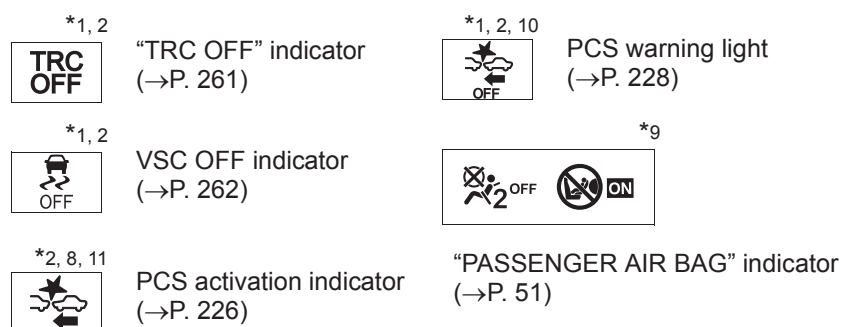 *1, 2
TRC
OFF
“TRC OFF” indicator
(→P. 261)
*1, 2
OFF
VSC OFF indicator
(→P. 262)
*2, 8, 11
PCS activation indicator
(→P. 226)
*1, 2, 10
OFF
PCS warning light
(→P. 228)
*9
2 OFF ON
“PASSENGER AIR BAG” indicator
(→P. 51)